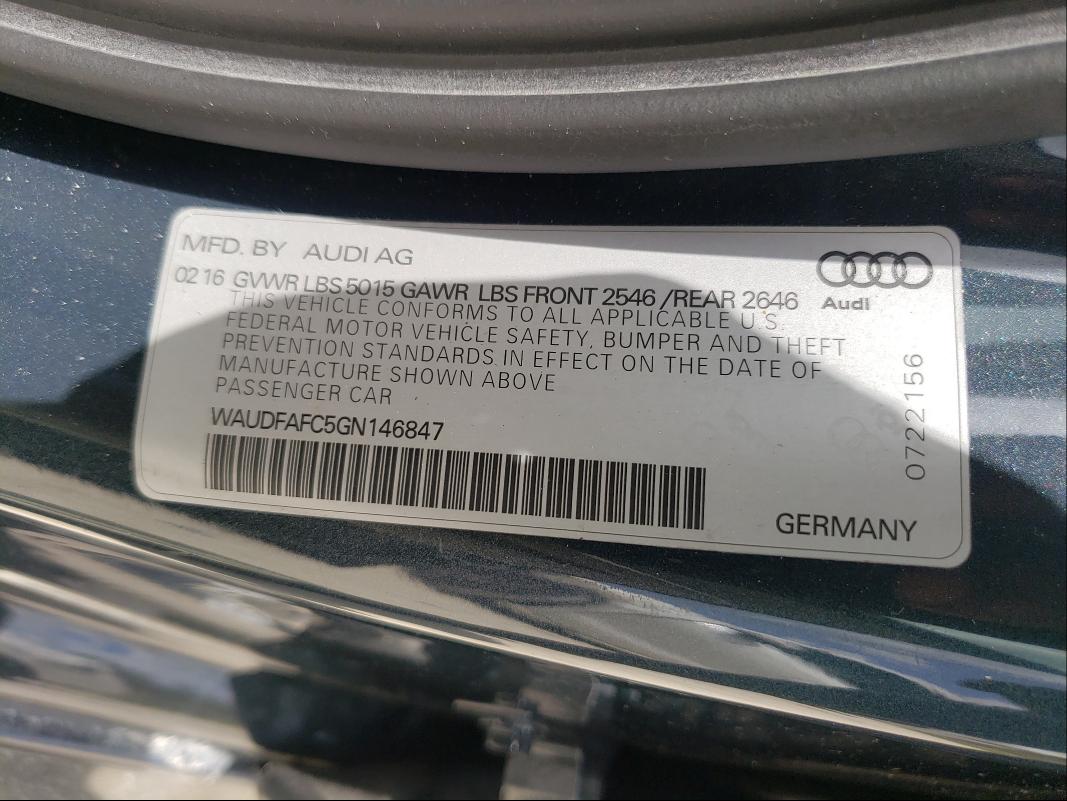 MFD. BY AUDI AG
02 16 GVWR LBS 5015 GAWR LBS FRONT 2546 /REAR 2646
Audi
THIS VEHICLE CONFORMS TO ALL APPLICABLE U.S.
FEDERAL MOTOR VEHICLE SAFETY, BUMPER AND THEFT
PREVENTION STANDARDS IN EFFECT ON THE DATE OF
MANUFACTURE SHOWN ABOVE
PASSENGER CAR
WAUDFAFC5GN146847
0722156
GERMANY